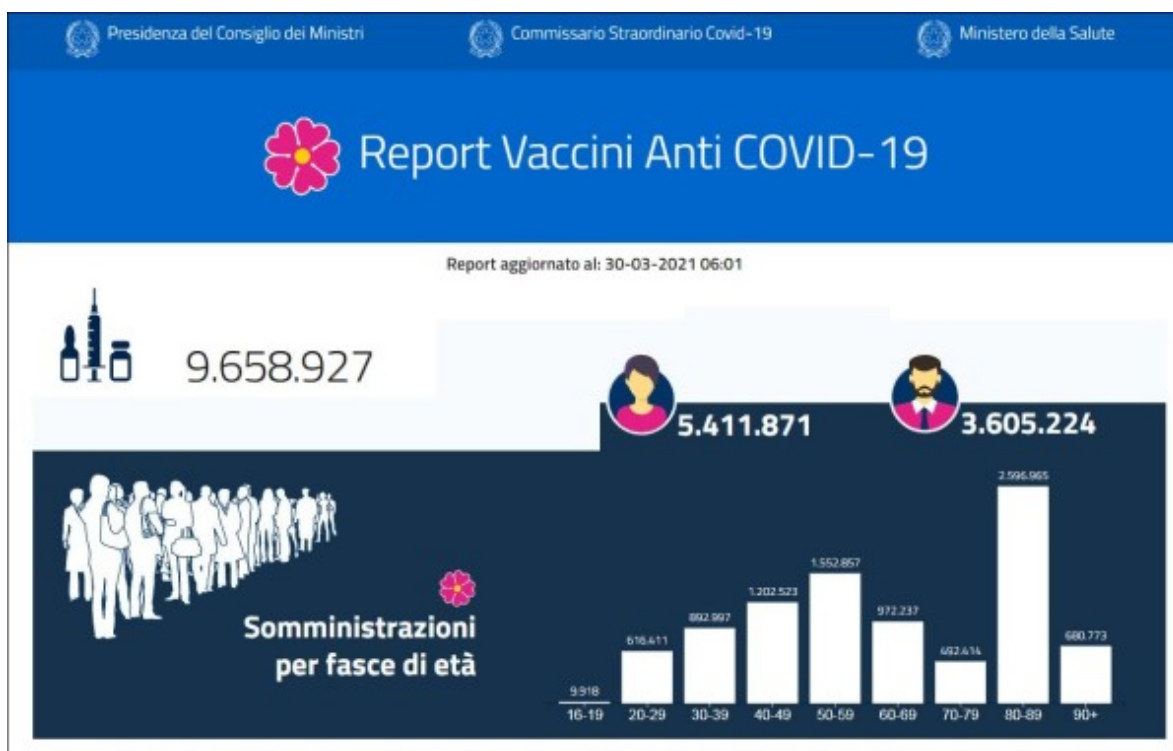 Presidenza del Consiglio dei Ministri
Commissario Straordinario Covid-19
Ministero della Salute
Report Vaccini Anti COVID-19
Report aggiornato al: 30-03-2021 06:01
9.658.927
5.411.871
3.605.224
Somministrazioni
per fasce di età
9.918
616.411
892.997
1.202.523
1.552.857
972.237
492.414
2.596.965
680.773
16-19 20-29 30-39 40-49 50-59 60-69 70-79 80-89 90+